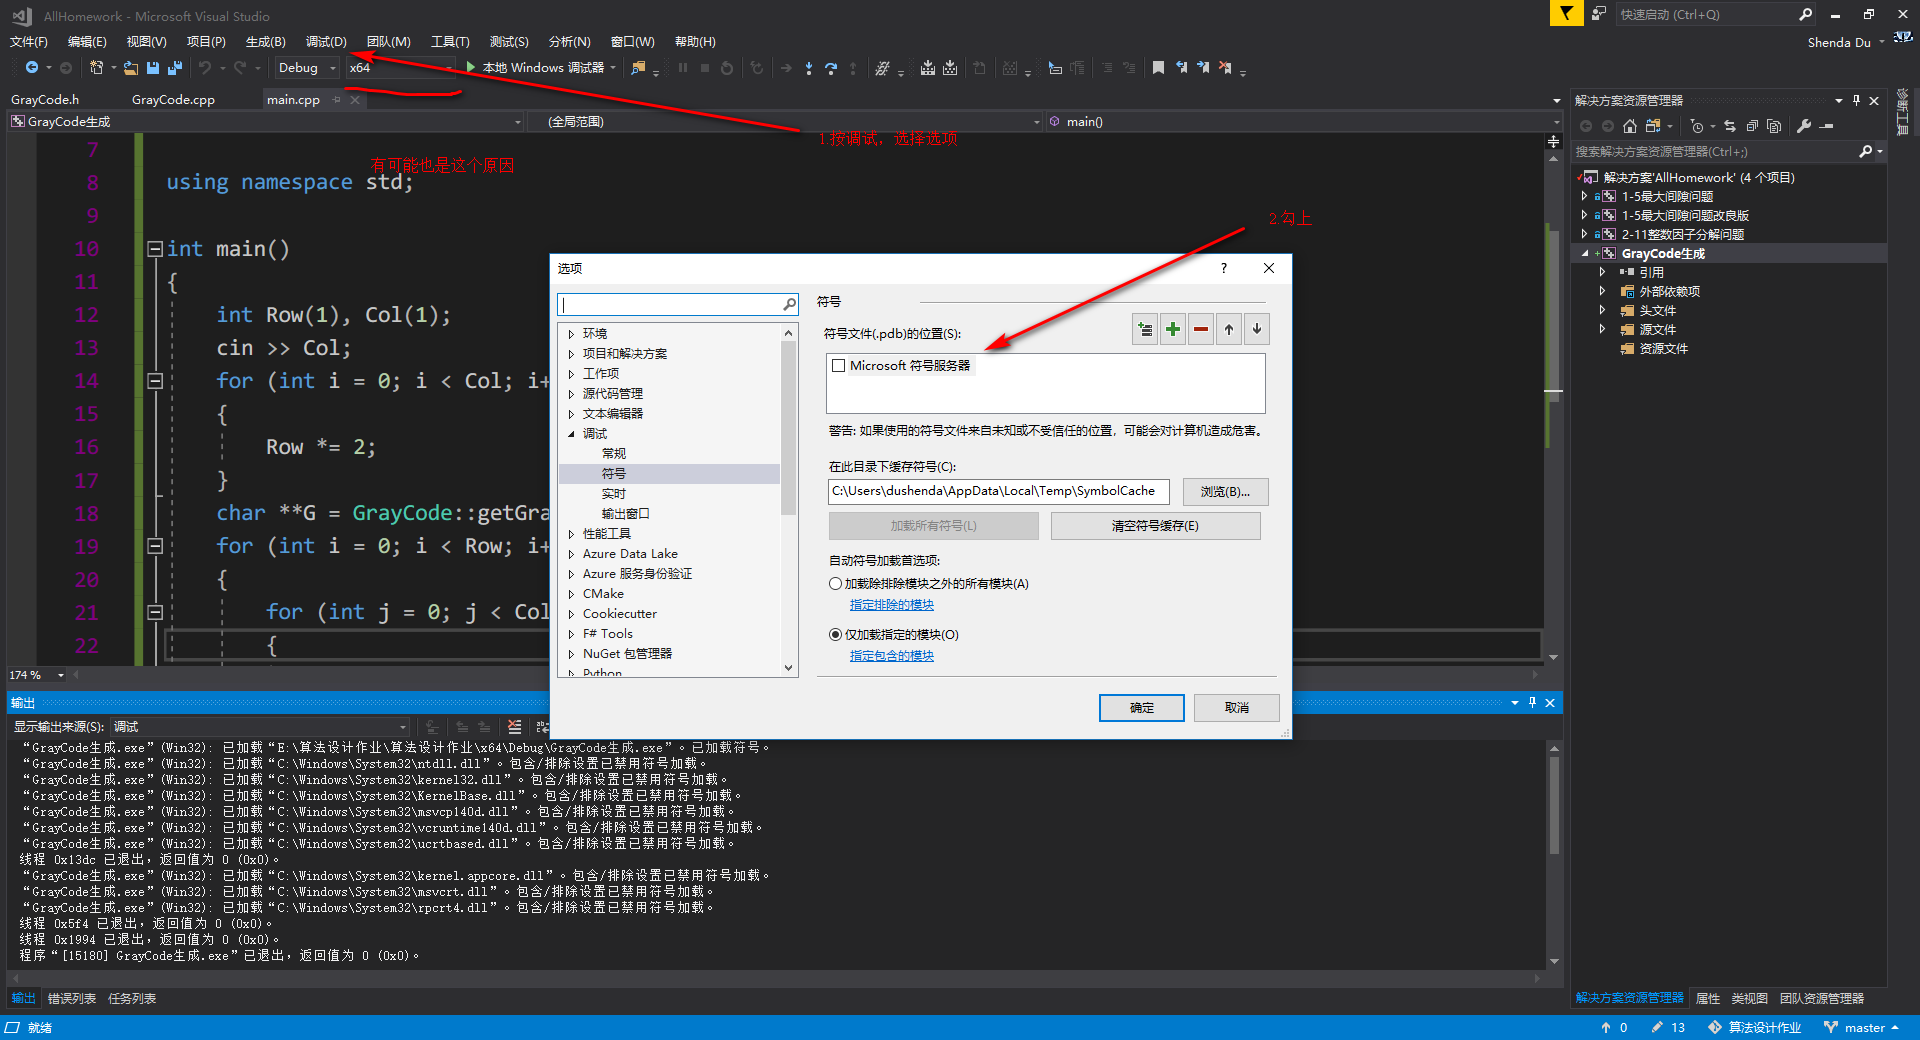 AllHomework - Microsoft Visual Studio
快速启动 (Ctrl+Q)
文件(F) 编辑(E) 视图(V) 项目(P) 生成(B) 调试(D) 团队(M) 工具(T) 测试(S) 分析(N) 窗口(W) 帮助(H)
Shenda Du
Debug x64 本地 Windows 调试器
GrayCode.h GrayCode.cpp main.cpp
GrayCode生成 (全局范围) main()
1.按调试，选择选项
有可能也是这个原因
2.勾上
7
8 using namespace std;
9
10 int main()
11 {
12 int Row(1), Col(1);
13 cin >> Col;
14 for (int i = 0; i < Col; i+
15 {
16 Row *= 2;
17 }
18 char **G = GrayCode::getGra
19 for (int i = 0; i < Row; i+
20 {
21 for (int j = 0; j < Col
22 {
174 %
选项
?
环境
项目和解决方案
工作项
源代码管理
文本编辑器
调试
常规
符号
实时
输出窗口
性能工具
Azure Data Lake
Azure 服务身份验证
CMake
Cookiecutter
F# Tools
NuGet 包管理器
Python
符号
符号文件(.pdb)的位置(S):
Microsoft 符号服务器
警告: 如果使用的符号文件来自未知或不受信任的位置，可能会对计算机造成危害。
在此目录下缓存符号(C):
C:\Users\dushenda\AppData\Local\Temp\SymbolCache 浏览(B)...
加载所有符号(L) 清空符号缓存(E)
自动符号加载首选项:
加载除排除模块之外的所有模块(A)
指定排除的模块
仅加载指定的模块(O)
指定包含的模块
确定 取消
解决方案资源管理器
搜索解决方案资源管理器(Ctrl+;)
解决方案'AllHomework' (4 个项目)
1-5最大间隙问题
1-5最大间隙问题改良版
2-11整数因子分解问题
GrayCode生成
引用
外部依赖项
头文件
源文件
资源文件
诊断工具
输出
显示输出来源(S): 调试
“GrayCode生成.exe”(Win32): 已加载“E:\算法设计作业\算法设计作业\x64\Debug\GrayCode生成.exe”。已加载符号。
“GrayCode生成.exe”(Win32): 已加载“C:\Windows\System32\ntdll.dll”。包含/排除设置已禁用符号加载。
“GrayCode生成.exe”(Win32): 已加载“C:\Windows\System32\kernel32.dll”。包含/排除设置已禁用符号加载。
“GrayCode生成.exe”(Win32): 已加载“C:\Windows\System32\KernelBase.dll”。包含/排除设置已禁用符号加载。
“GrayCode生成.exe”(Win32): 已加载“C:\Windows\System32\msvcp140d.dll”。包含/排除设置已禁用符号加载。
“GrayCode生成.exe”(Win32): 已加载“C:\Windows\System32\vcruntime140d.dll”。包含/排除设置已禁用符号加载。
“GrayCode生成.exe”(Win32): 已加载“C:\Windows\System32\ucrtbased.dll”。包含/排除设置已禁用符号加载。
线程 0x13dc 已退出，返回值为 0 (0x0)。
“GrayCode生成.exe”(Win32): 已加载“C:\Windows\System32\kernel.appcore.dll”。包含/排除设置已禁用符号加载。
“GrayCode生成.exe”(Win32): 已加载“C:\Windows\System32\msvcrt.dll”。包含/排除设置已禁用符号加载。
“GrayCode生成.exe”(Win32): 已加载“C:\Windows\System32\rpcrt4.dll”。包含/排除设置已禁用符号加载。
线程 0x5f4 已退出，返回值为 0 (0x0)。
线程 0x1994 已退出，返回值为 0 (0x0)。
程序“[15180] GrayCode生成.exe”已退出，返回值为 0 (0x0)。
输出 错误列表 任务列表
解决方案资源管理器 属性 类视图 团队资源管理器
就绪
0 13 算法设计作业 master